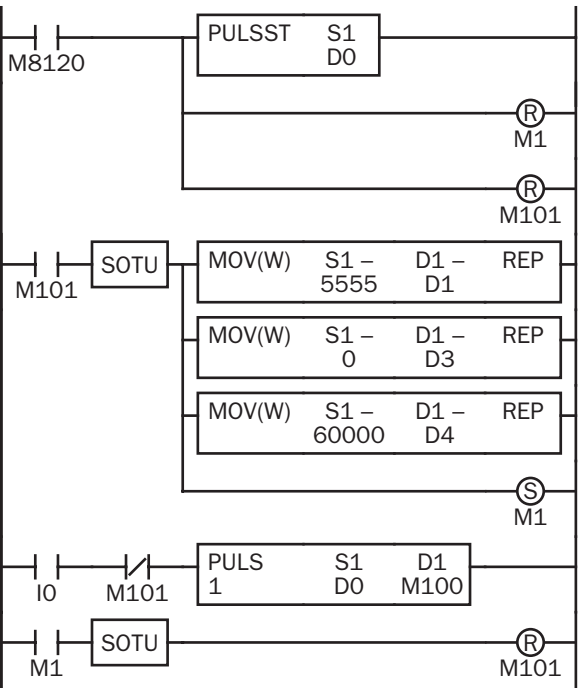 PULSST S1
D0
M8120
R
M1
R
M101
SOTU
MOV(W) S1 – D1 – REP
5555 D1
M101
MOV(W) S1 – D1 – REP
0 D3
MOV(W) S1 – D1 – REP
60000 D4
S
M1
PULS S1 D1
1 D0 M100
I0 M101
SOTU
R
M1 M101